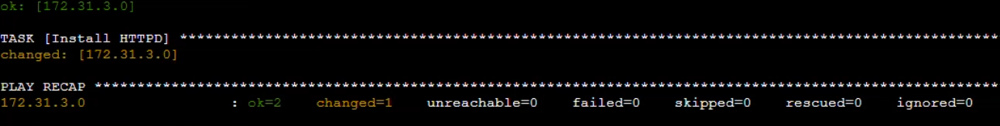 ok: [172.31.3.0]
TASK [Install HTTPD] ************************************************************************************************
changed: [172.31.3.0]
PLAY RECAP **********************************************************************************************************
172.31.3.0 : ok=2 changed=1 unreachable=0 failed=0 skipped=0 rescued=0 ignored=0